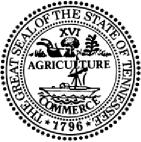 THE GREAT SEAL OF THE STATE OF TENNESSEE
XVI
AGRICULTURE
COMMERCE
1796